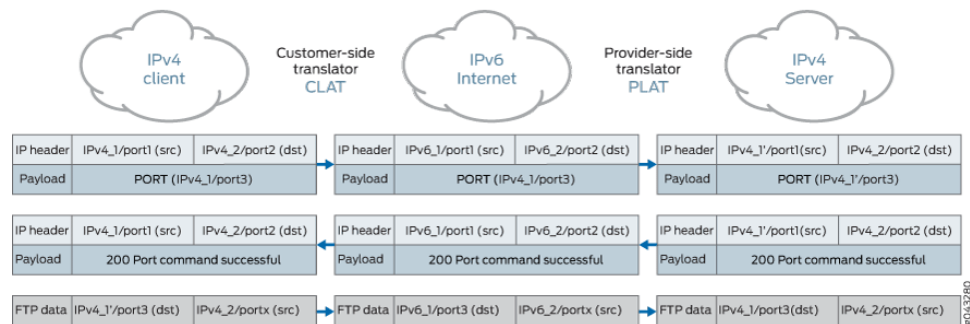 IPv4
client
Customer-side
translator
CLAT
IPv6
Internet
Provider-side
translator
PLAT
IPv4
Server
IP header IPv4_1/port1 (src) IPv4_2/port2 (dst) IP header IPv6_1/port1 (src) IPv6_2/port2 (dst) IP header IPv4_1'/port1(src) IPv4_2/port2 (dst)
Payload PORT (IPv4_1/port3) Payload PORT (IPv4_1/port3) Payload PORT (IPv4_1'/port3)
IP header IPv4_1/port1 (src) IPv4_2/port2 (dst) IP header IPv6_1/port1 (src) IPv6_2/port2 (dst) IP header IPv4_1'/port1 (src) IPv4_2/port2 (dst)
Payload 200 Port command successful Payload 200 Port command successful Payload 200 Port command successful
FTP data IPv4_1'/port3 (dst) IPv4_2/portx (src) FTP data IPv6_1/port3 (dst) IPv6_2/portx (src) FTP data IPv4_1/port3(dst) IPv4_2/portx (src)
g043280